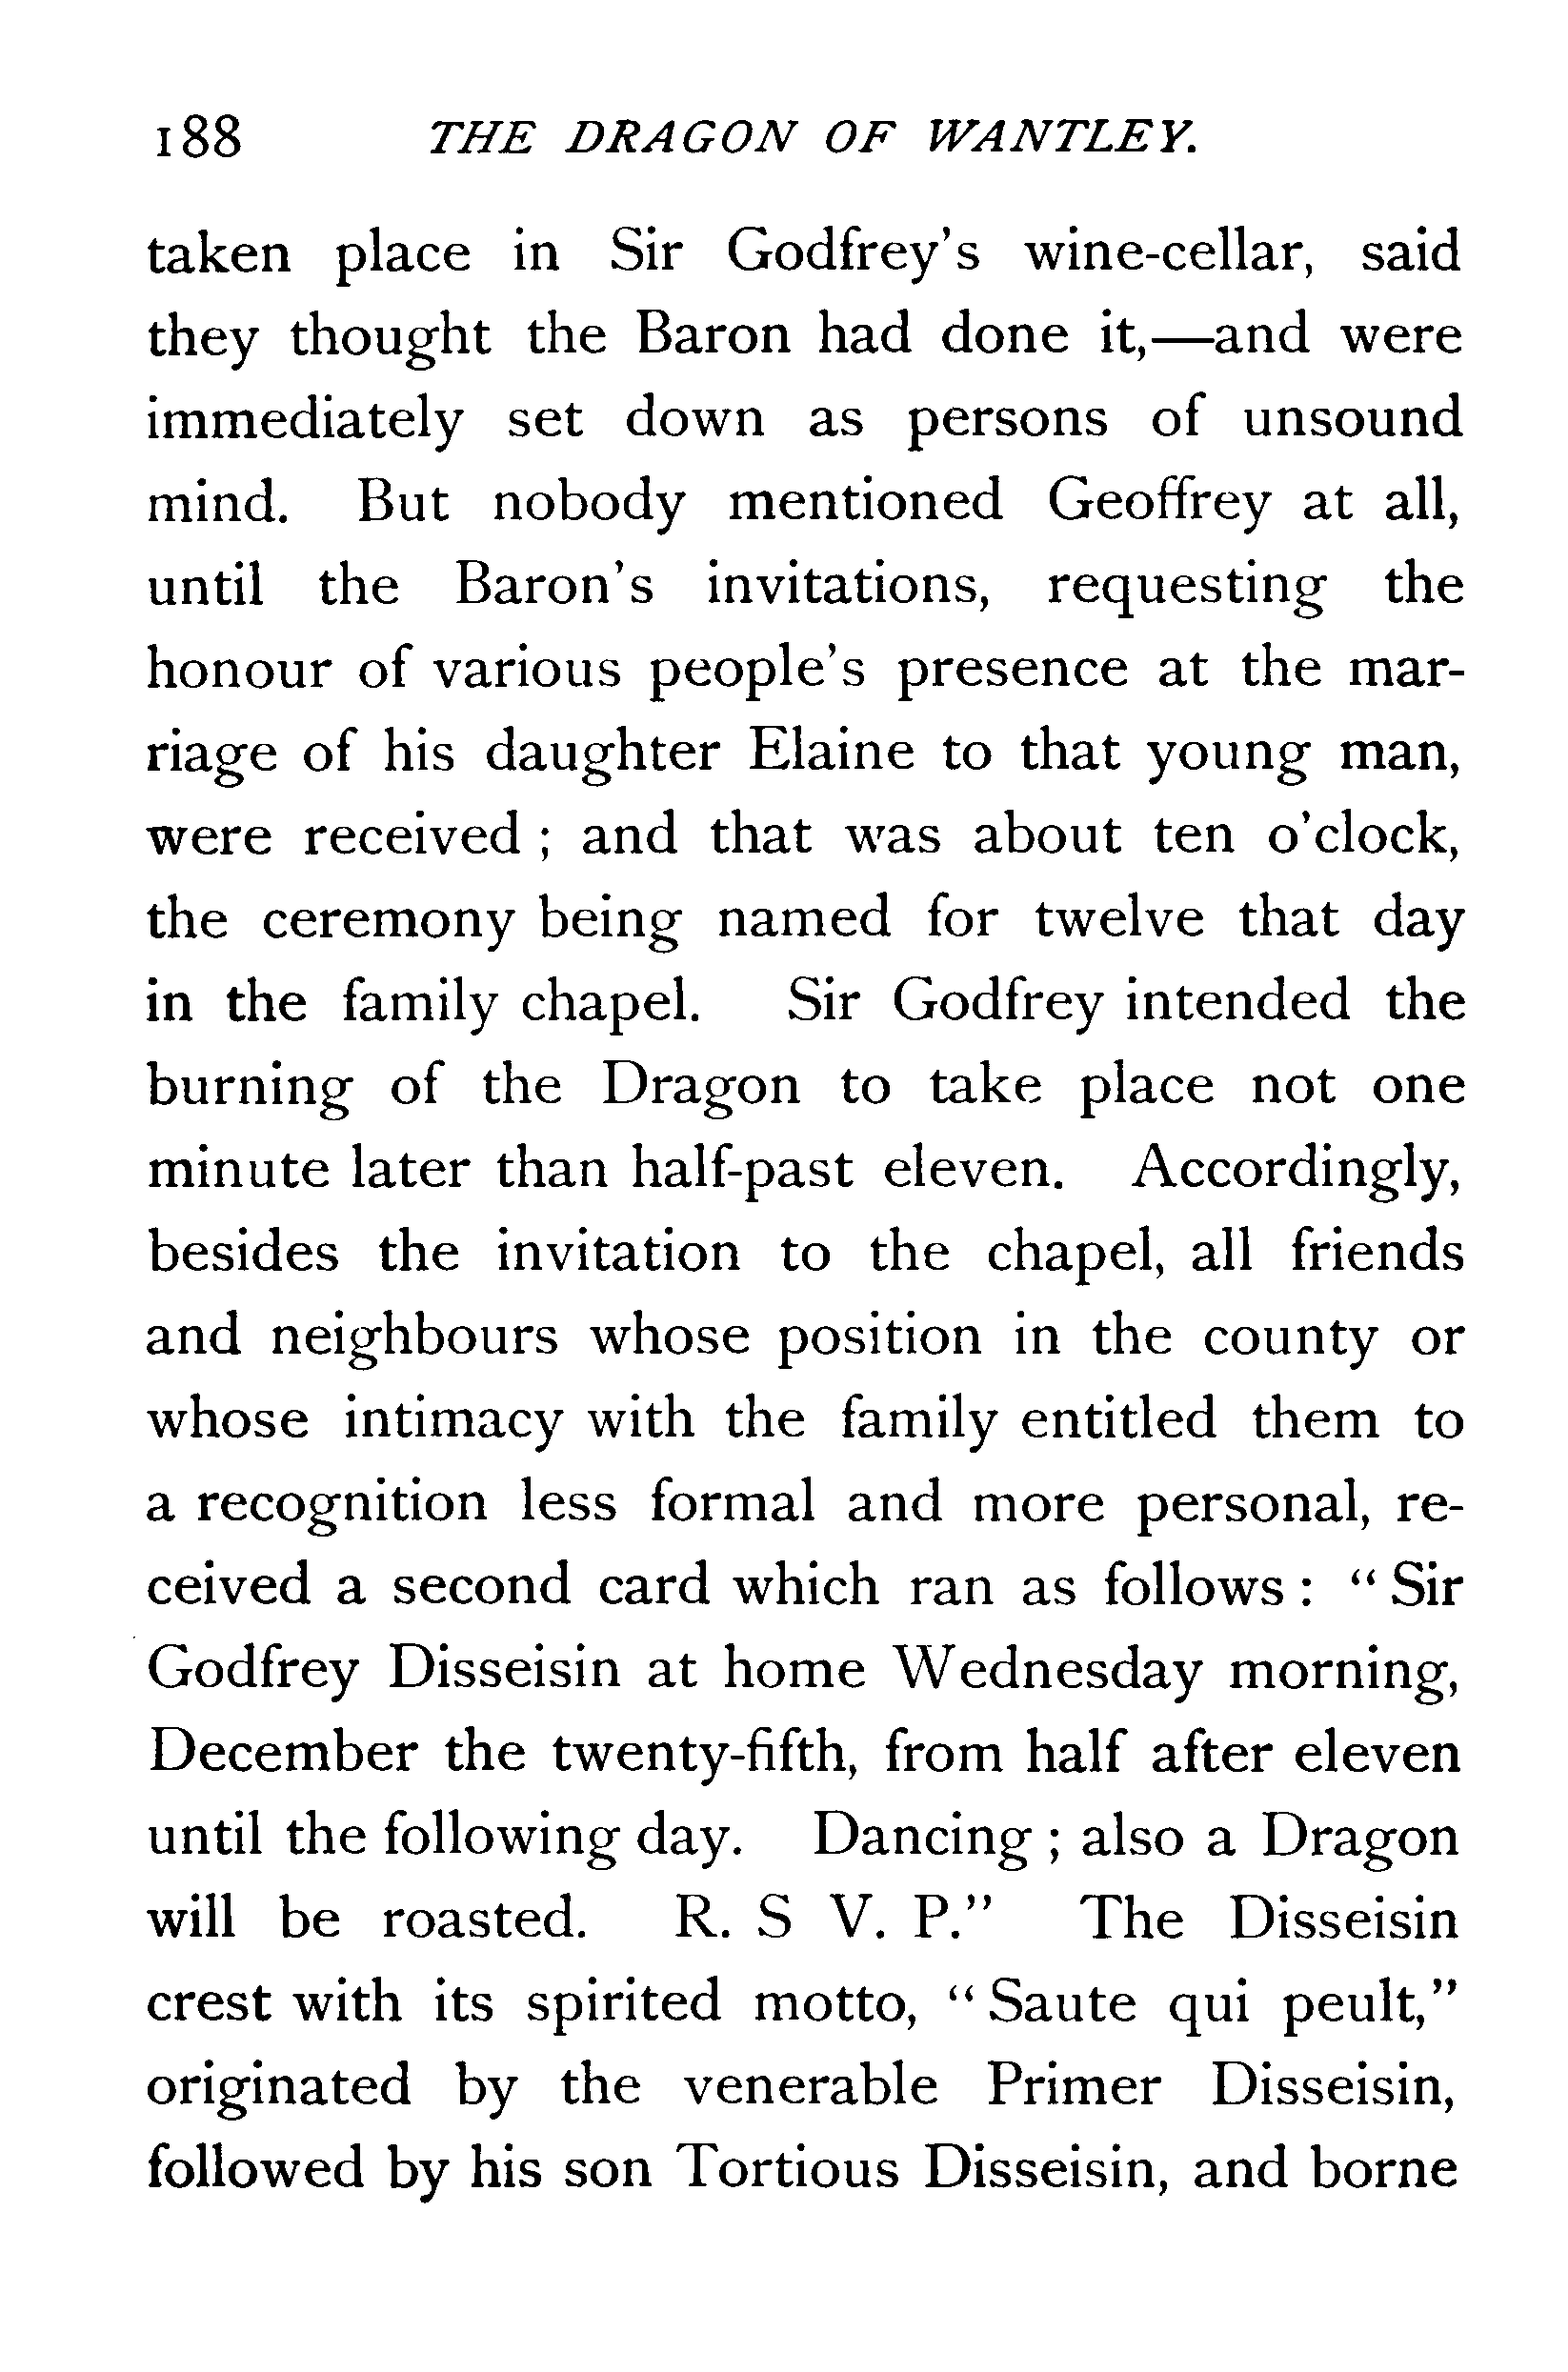 188 THE DRAGON OF WANTLEY.
taken place in Sir Godfrey's wine-cellar, said
they thought the Baron had done it,—and were
immediately set down as persons of unsound
mind. But nobody mentioned Geoffrey at all,
until the Baron's invitations, requesting the
honour of various people's presence at the mar-
riage of his daughter Elaine to that young man,
were received ; and that was about ten o'clock,
the ceremony being named for twelve that day
in the family chapel. Sir Godfrey intended the
burning of the Dragon to take place not one
minute later than half-past eleven. Accordingly,
besides the invitation to the chapel, all friends
and neighbours whose position in the county or
whose intimacy with the family entitled them to
a recognition less formal and more personal, re-
ceived a second card which ran as follows : “ Sir
Godfrey Disseisin at home Wednesday morning,
December the twenty-fifth, from half after eleven
until the following day. Dancing ; also a Dragon
will be roasted. R. S V. P.” The Disseisin
crest with its spirited motto, “ Saute qui peult,”
originated by the venerable Primer Disseisin,
followed by his son Tortious Disseisin, and borne